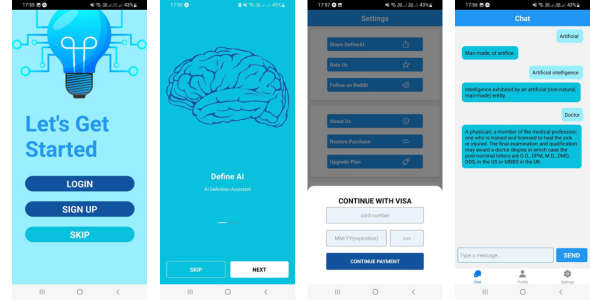 17:55
43%
Let's Get
Started
LOGIN
SIGN UP
SKIP
17:55
43%
Define AI
AI Definition Assistant
SKIP
NEXT
17:57
43%
Settings
Share DefineAI
Rate Us
Follow on Reddit
About Us
Restore Purchase
Upgrade Plan
CONTINUE WITH VISA
card number
MM/YY(expiration)
CONTINUE PAYMENT
17:56
43%
Chat
Artificial
Man-made; of artifice.
Artificial intelligence
Intelligence exhibited by an artificial (non-natural,
man-made) entity.
Doctor
A physician; a member of the medical profession;
one who is trained and licensed to heal the sick
or injured. The final examination and qualification
may award a doctor degree in which case the
post-nominal letters are D.O., DPM, M.D., DMD,
DDS, in the US or MBBS in the UK.
Type a message...
SEND
Chat
Profile
Settings